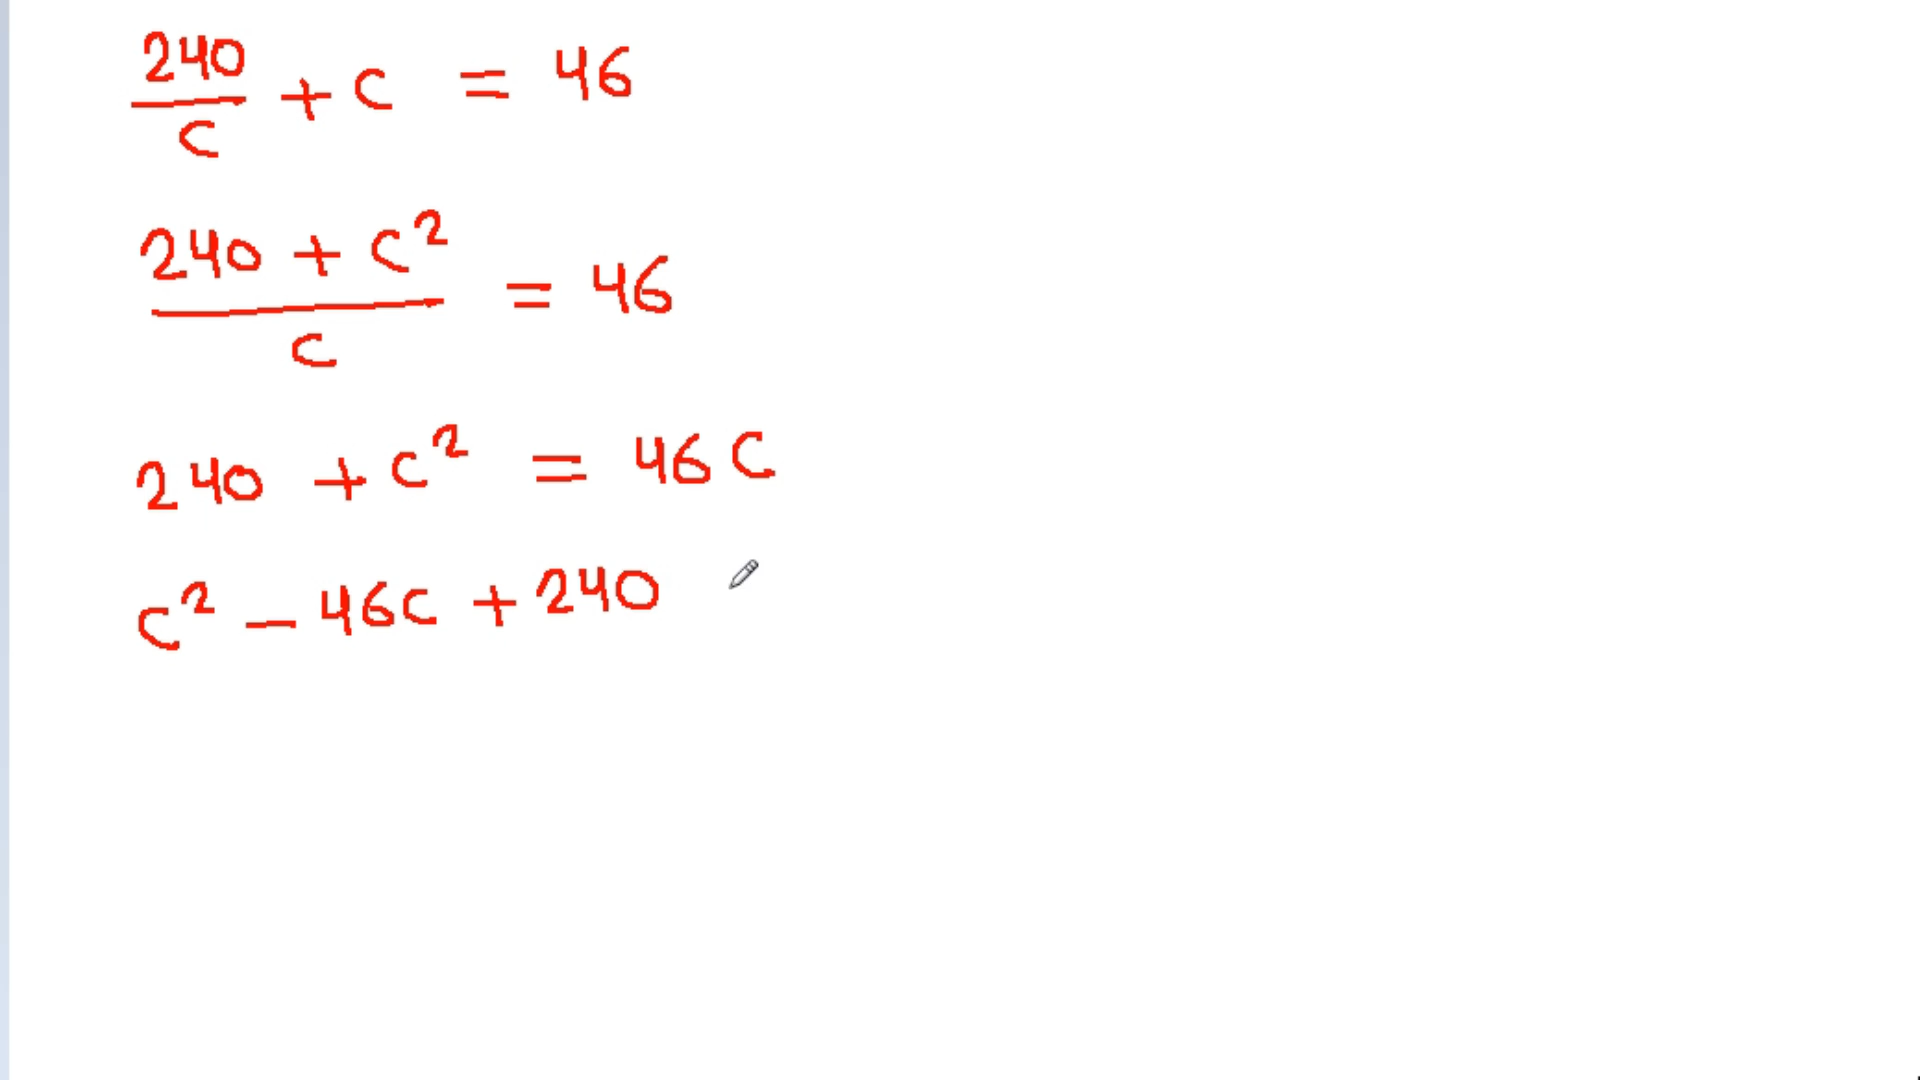 240/c + c = 46
(240 + c²)/c = 46
240 + c² = 46c
c² - 46c + 240